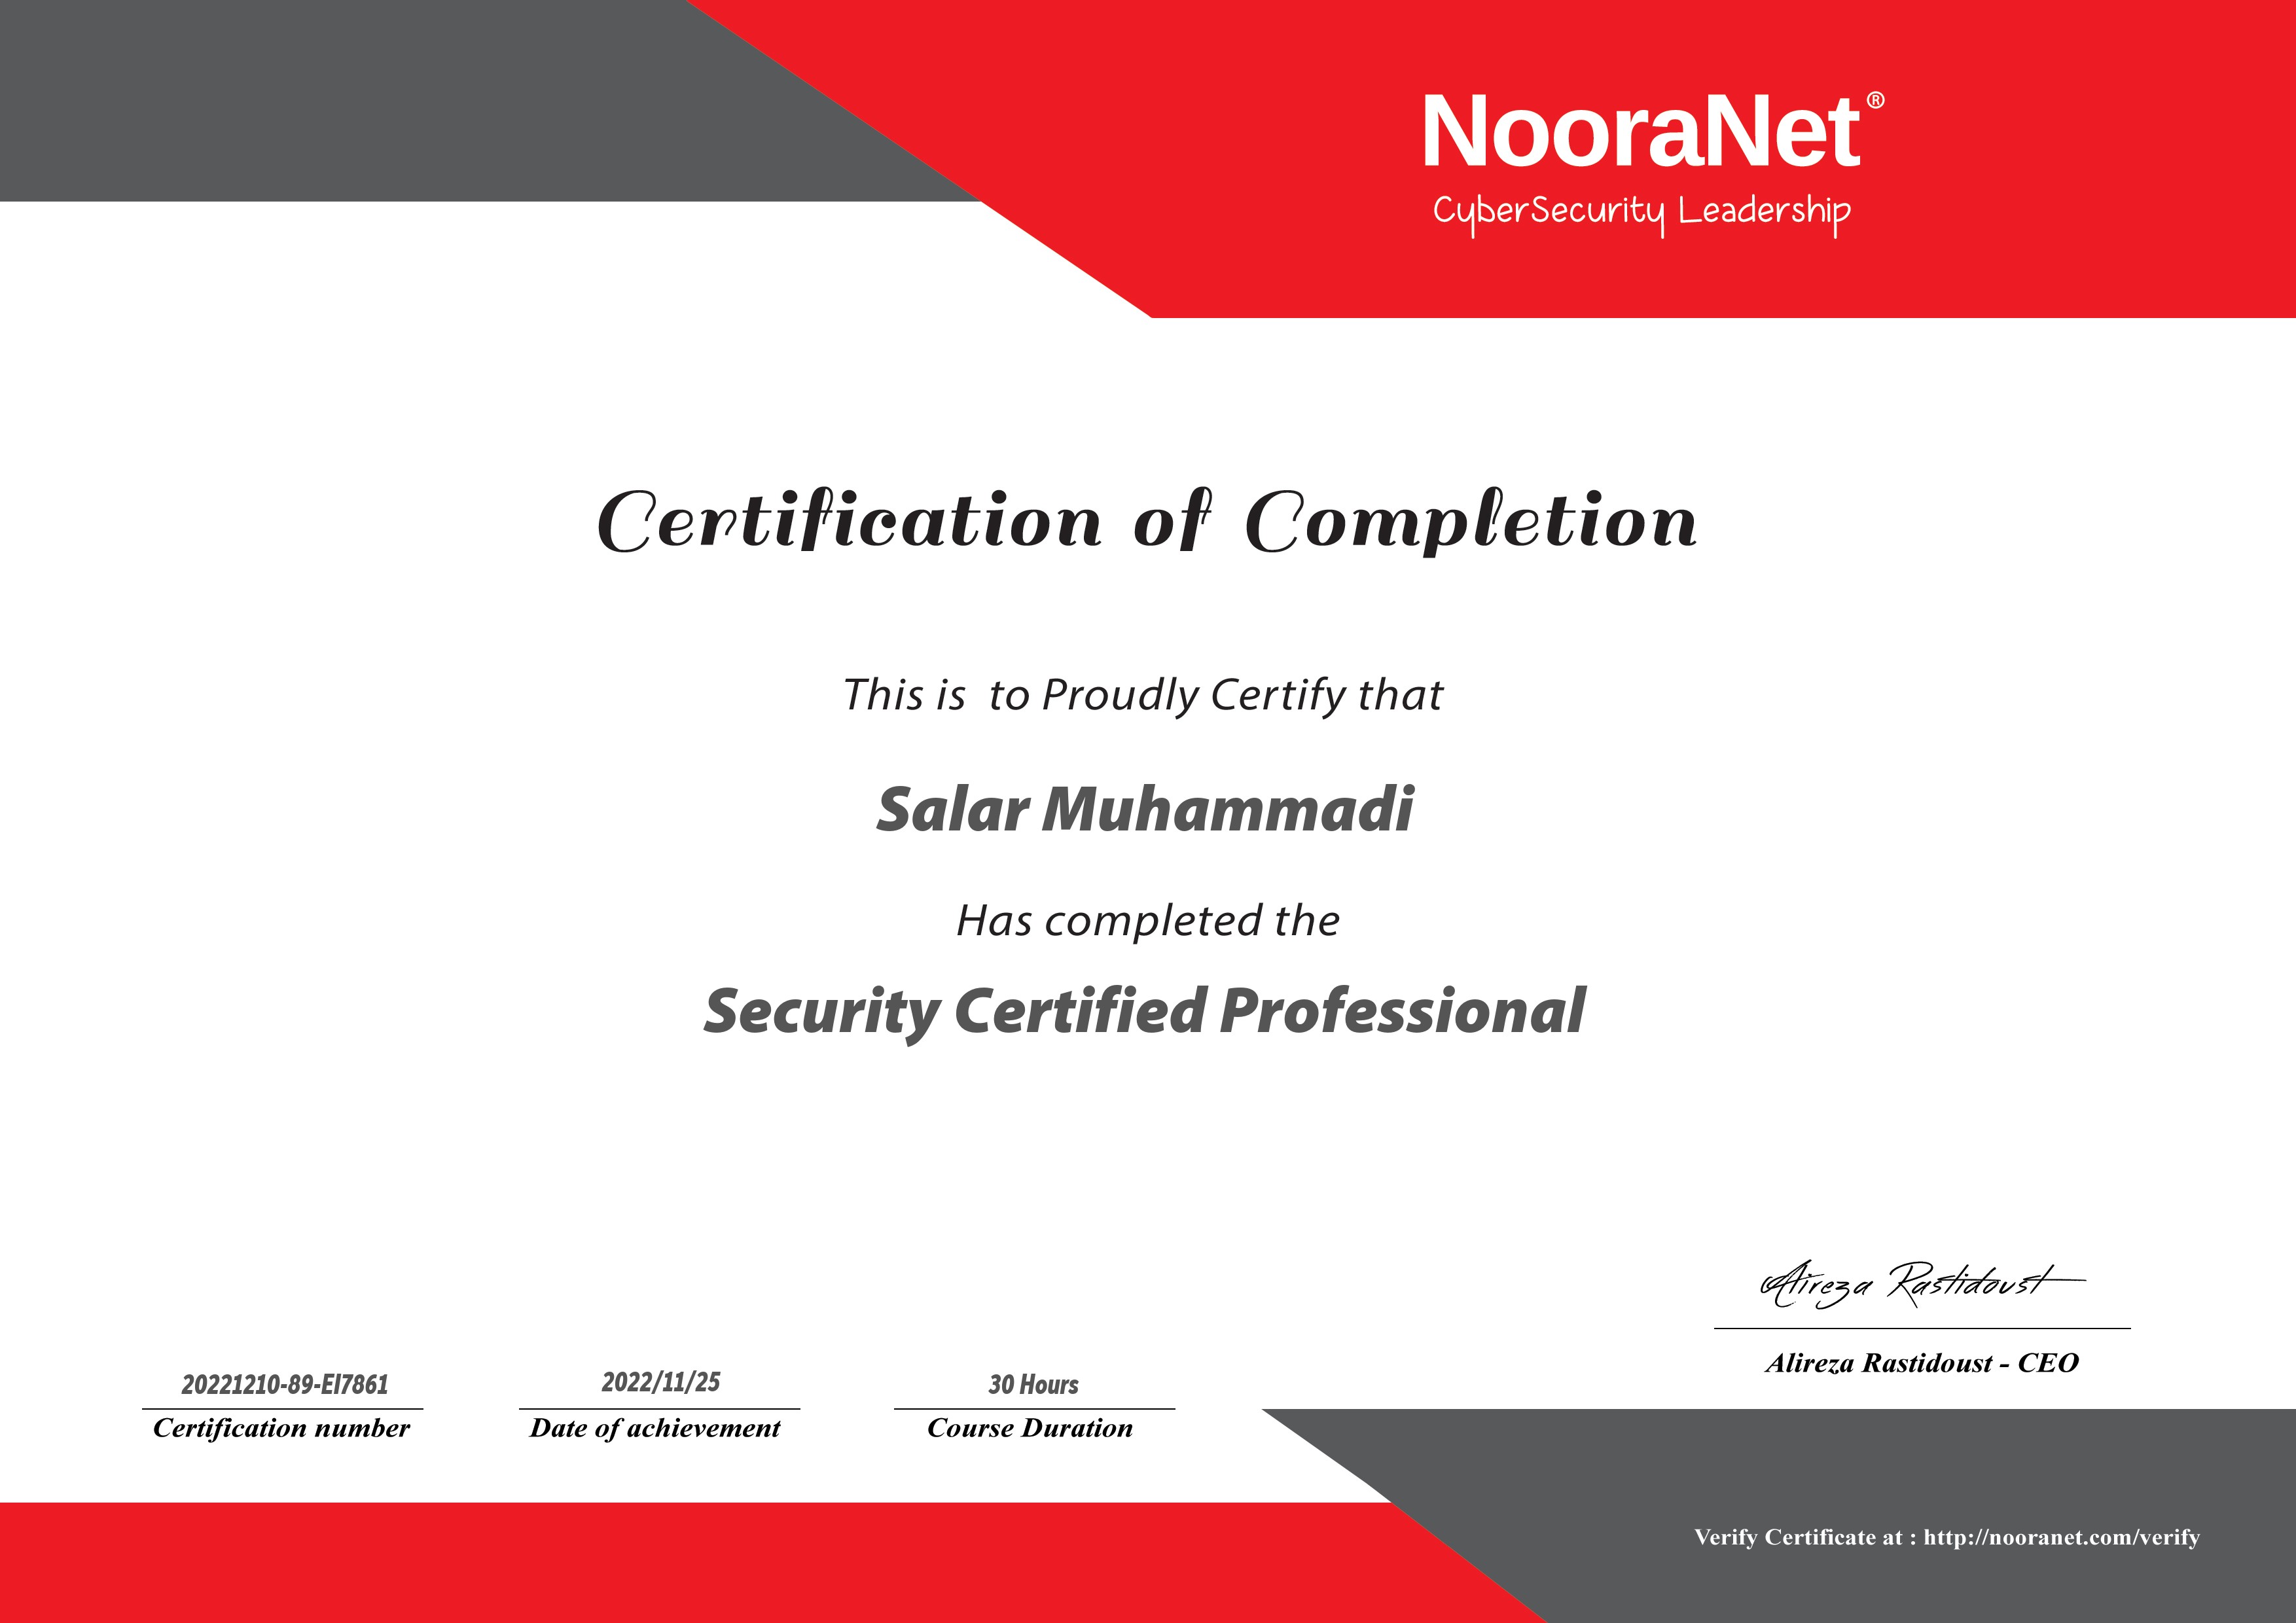 NooraNet®
CyberSecurity Leadership
Certification of Completion
This is to Proudly Certify that
Salar Muhammadi
Has completed the
Security Certified Professional
Alireza Rastidoust
Alireza Rastidoust - CEO
20221210-89-EI7861
Certification number
2022/11/25
Date of achievement
30 Hours
Course Duration
Verify Certificate at : http://nooranet.com/verify